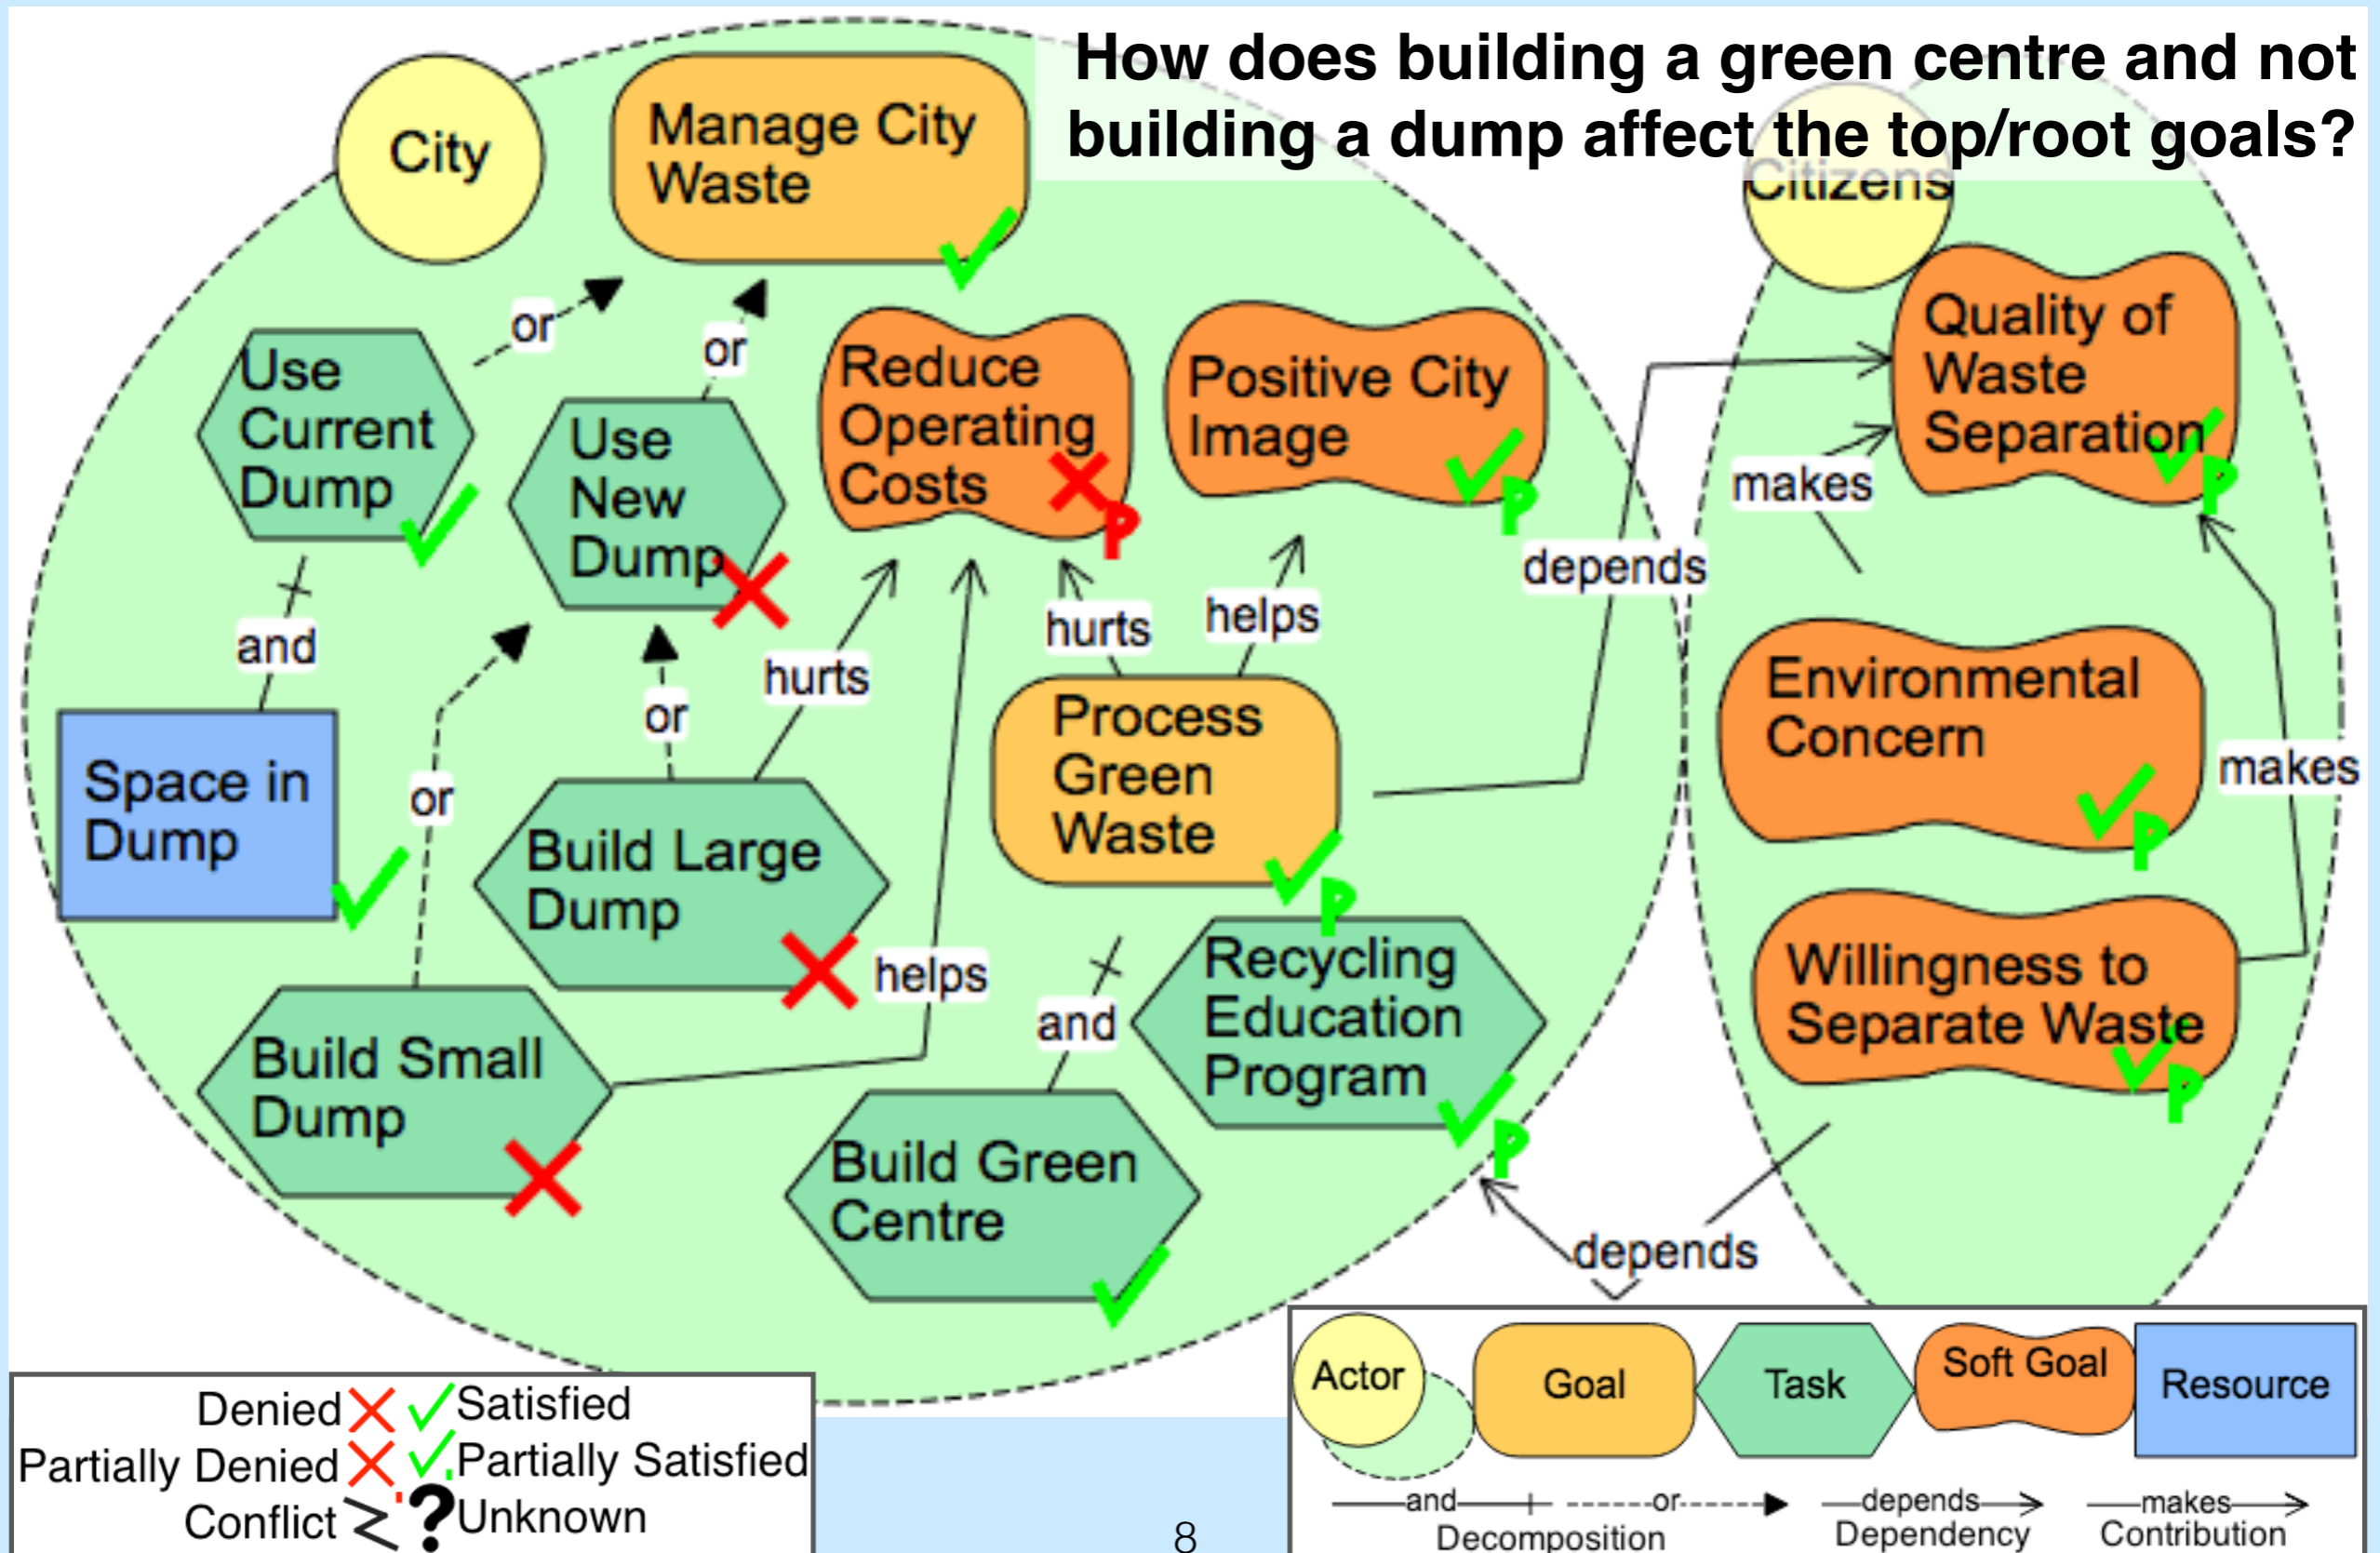 How does building a green centre and not
building a dump affect the top/root goals?
City
Manage City
Waste
Citizens
or
or
Use
Current
Dump
Use
New
Dump
Reduce
Operating
Costs
P
Positive City
Image
P
Quality of
Waste
Separation
P
makes
depends
and
hurts
or
hurts
helps
Space in
Dump
or
Build Large
Dump
Process
Green
Waste
P
Environmental
Concern
P
makes
helps
and
Recycling
Education
Program
P
Willingness to
Separate Waste
P
Build Small
Dump
Build Green
Centre
depends
Denied
Satisfied
Partially Denied
Partially Satisfied
Conflict
? Unknown
8
Actor
Goal
Task
Soft Goal
Resource
and
or
Decomposition
depends
Dependency
makes
Contribution